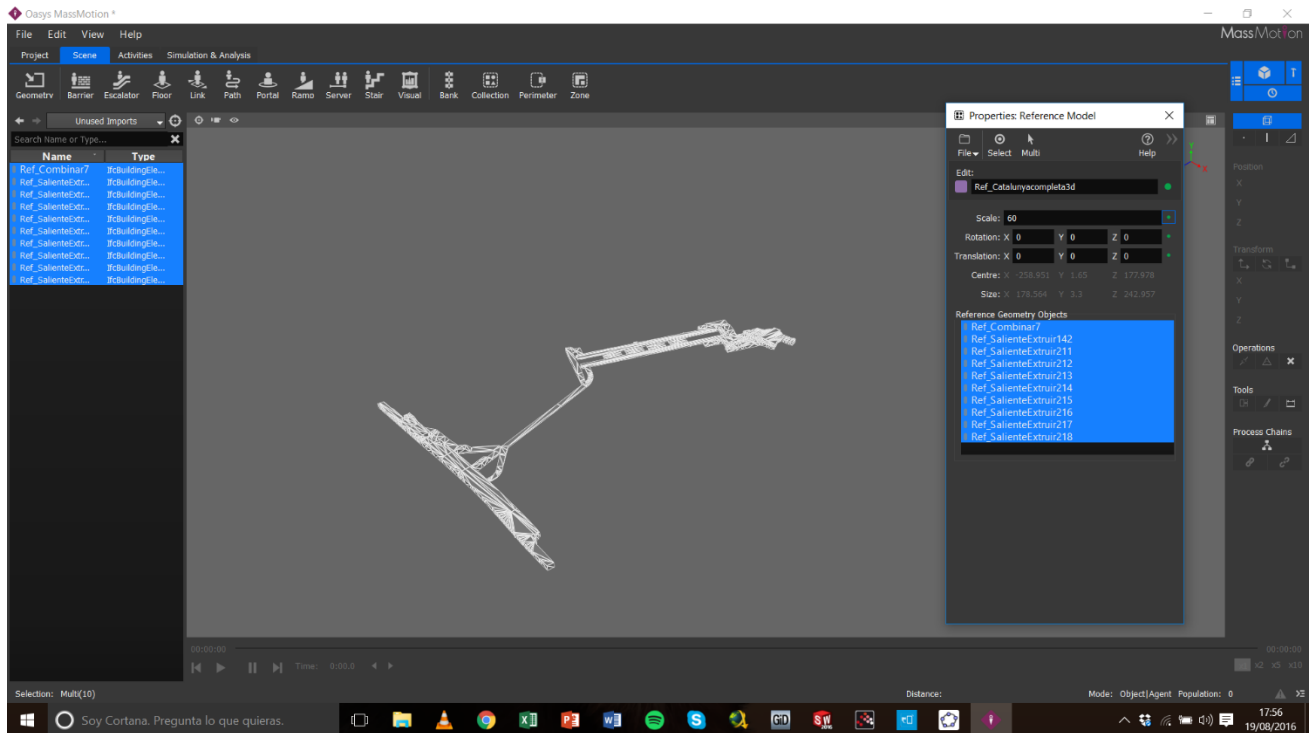 Oasys MassMotion *
File Edit View Help
MassMotion
Project Scene Activities Simulation & Analysis
Geometry Barrier Escalator Floor Link Path Portal Ramp Server Stair Visual Bank Collection Perimeter Zone
Unused Imports
Search Name or Type...
Name Type
Ref_Combinar7 IfcBuildingEle...
Ref_SalienteExtr... IfcBuildingEle...
Ref_SalienteExtr... IfcBuildingEle...
Ref_SalienteExtr... IfcBuildingEle...
Ref_SalienteExtr... IfcBuildingEle...
Ref_SalienteExtr... IfcBuildingEle...
Ref_SalienteExtr... IfcBuildingEle...
Ref_SalienteExtr... IfcBuildingEle...
Ref_SalienteExtr... IfcBuildingEle...
Ref_SalienteExtr... IfcBuildingEle...
Properties: Reference Model
File Select Multi Help
Edit:
Ref_Catalunyacompleta3d
Scale: 60
Rotation: X 0 Y 0 Z 0
Translation: X 0 Y 0 Z 0
Centre: X -258.951 Y 1.65 Z 177.978
Size: X 178.564 Y 3.3 Z 242.957
Reference Geometry Objects
Ref_Combinar7
Ref_SalienteExtruir142
Ref_SalienteExtruir211
Ref_SalienteExtruir212
Ref_SalienteExtruir213
Ref_SalienteExtruir214
Ref_SalienteExtruir215
Ref_SalienteExtruir216
Ref_SalienteExtruir217
Ref_SalienteExtruir218
Y
X
Position
X
Y
Z
Transform
X
Y
Z
Operations
Tools
Process Chains
00:00:00 00:00:00
Time: 0:00.0 x2 x5 x10
Selection: Multi(10) Distance: Mode: Object|Agent Population: 0
Soy Cortana. Pregunta lo que quieras.
GiD
17:56
19/08/2016